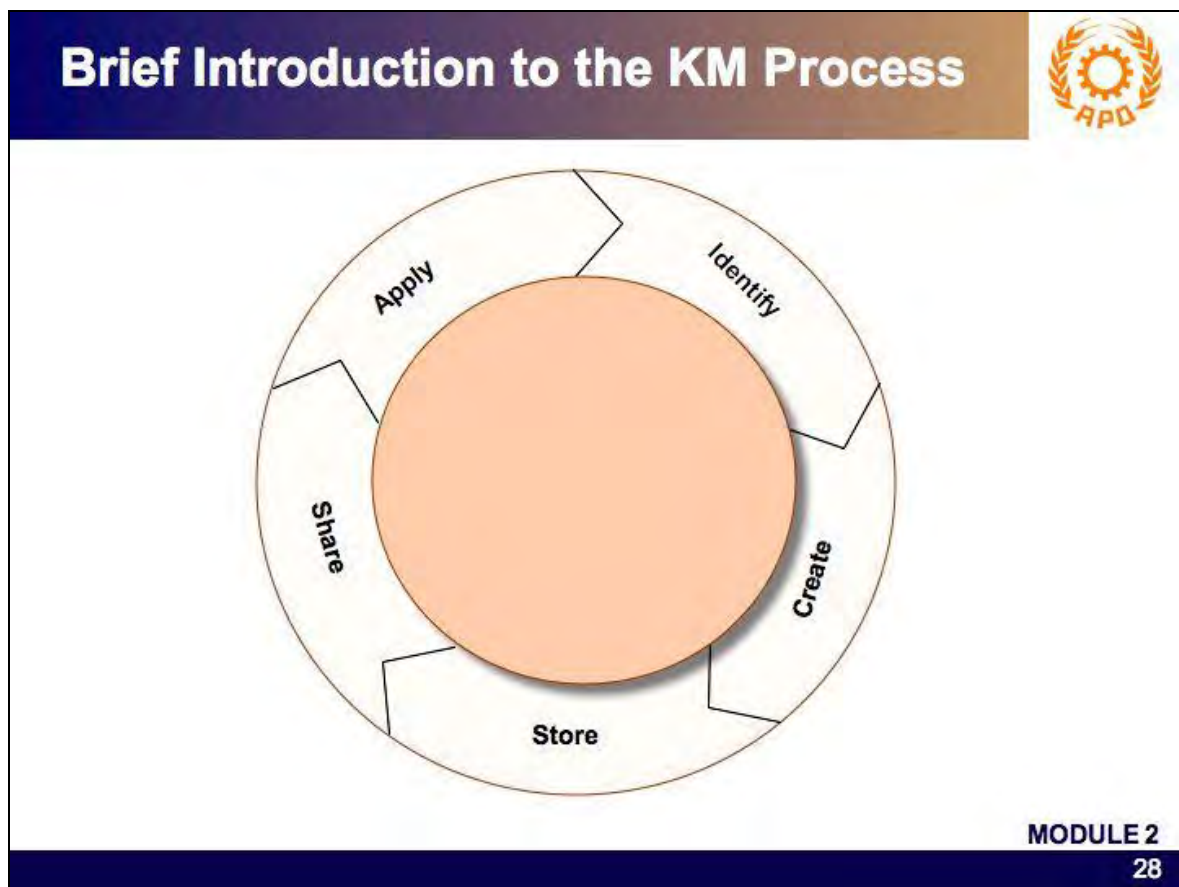 Brief Introduction to the KM Process
APO
Identify
Create
Store
Share
Apply
MODULE 2
28